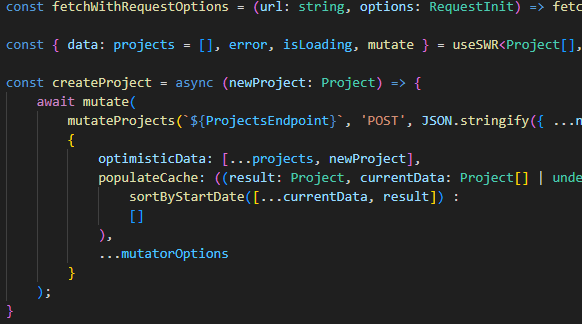 const fetchWithRequestOptions = (url: string, options: RequestInit) => fetc
const { data: projects = [], error, isLoading, mutate } = useSWR<Project[],
const createProject = async (newProject: Project) => {
await mutate(
mutateProjects(`${ProjectsEndpoint}`, 'POST', JSON.stringify({ ...n
{
optimisticData: [...projects, newProject],
populateCache: ((result: Project, currentData: Project[] | unde
sortByStartDate([...currentData, result]) :
[]
),
...mutatorOptions
}
);
}